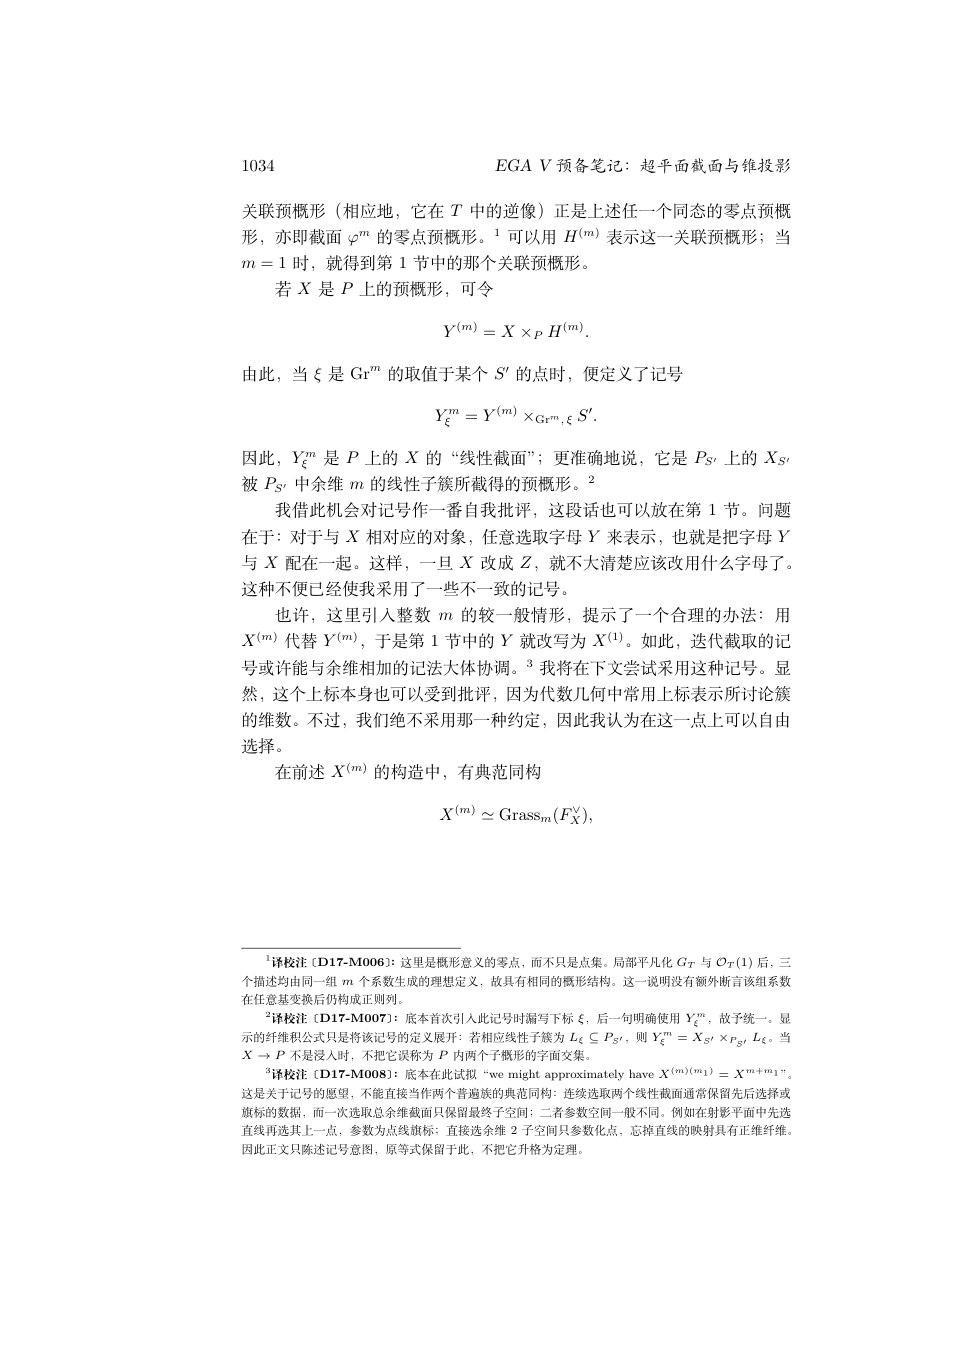 1034 EGA V 预备笔记：超平面截面与锥投影
关联预概形（相应地，它在 T 中的逆像）正是上述任一个同态的零点预概
形，亦即截面 φᵐ 的零点预概形。¹ 可以用 H⁽ᵐ⁾ 表示这一关联预概形；当
m = 1 时，就得到第 1 节中的那个关联预概形。
若 X 是 P 上的预概形，可令
Y⁽ᵐ⁾ = X ×_P H⁽ᵐ⁾.
由此，当 ξ 是 Grᵐ 的取值于某个 S′ 的点时，便定义了记号
Y_ξᵐ = Y⁽ᵐ⁾ ×_{Grᵐ, ξ} S′.
因此，Y_ξᵐ 是 P 上的 X 的 “线性截面”；更准确地说，它是 P_{S′} 上的 X_{S′}
被 P_{S′} 中余维 m 的线性子簇所截得的预概形。²
我借此机会对记号作一番自我批评，这段话也可以放在第 1 节。问题
在于：对于与 X 相对应的对象，任意选取字母 Y 来表示，也就是把字母 Y
与 X 配在一起。这样，一旦 X 改成 Z，就不大清楚应该改用什么字母了。
这种不便已经使我采用了一些不一致的记号。
也许，这里引入整数 m 的较一般情形，提示了一个合理的办法：用
X⁽ᵐ⁾ 代替 Y⁽ᵐ⁾，于是第 1 节中的 Y 就改写为 X⁽¹⁾。如此，迭代截取的记
号或许能与余维相加的记法大体协调。³ 我将在下文尝试采用这种记号。显
然，这个上标本身也可以受到批评，因为代数几何中常用上标表示所讨论簇
的维数。不过，我们绝不采用那一种约定，因此我认为在这一点上可以自由
选择。
在前述 X⁽ᵐ⁾ 的构造中，有典范同构
X⁽ᵐ⁾ ≃ Grassₘ(F_X^∨),
¹译校注〔D17-M006〕：这里是概形意义的零点，而不只是点集。局部平凡化 G_T 与 𝒪_T(1) 后，三
个描述均由同一组 m 个系数生成的理想定义，故具有相同的概形结构。这一说明没有额外断言该组系数
在任意基变换后仍构成正则列。
²译校注〔D17-M007〕：底本首次引入此记号时漏写下标 ξ，后一句明确使用 Y_ξᵐ，故予统一。显
示的纤维积公式只是将该记号的定义展开：若相应线性子簇为 L_ξ ⊆ P_{S′}，则 Y_ξᵐ = X_{S′} ×_{P_{S′}} L_ξ。当
X → P 不是浸入时，不把它误称为 P 内两个子概形的字面交集。
³译校注〔D17-M008〕：底本在此试拟 “we might approximately have X^{(m)(m₁)} = X^{m+m₁}”。
这是关于记号的愿望，不能直接当作两个普遍族的典范同构：连续选取两个线性截面通常保留先后选择或
旗标的数据，而一次选取总余维截面只保留最终子空间；二者参数空间一般不同。例如在射影平面中先选
直线再选其上一点，参数为点线旗标；直接选余维 2 子空间只参数化点，忘掉直线的映射具有正维纤维。
因此正文只陈述记号意图，原等式保留于此，不把它升格为定理。